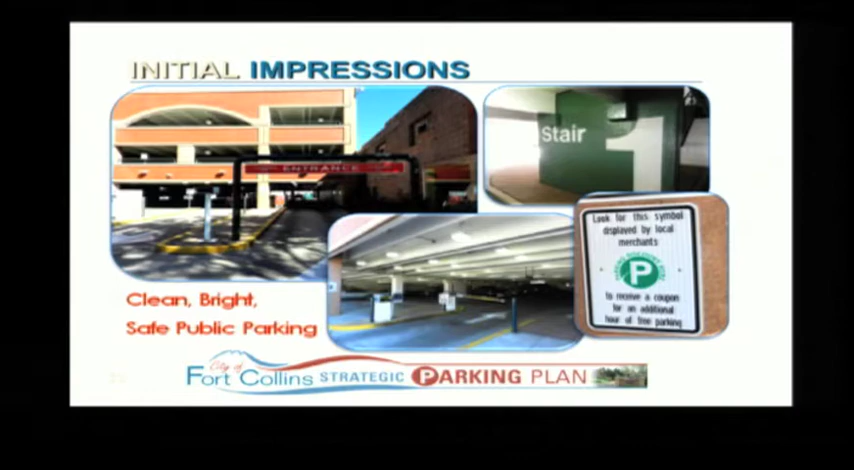 INITIAL IMPRESSIONS
ENTRANCE
Stair
1
Look for this symbol
displayed by local
merchants
P
to receive a coupon
for an additional
hour of free parking
Clean, Bright,
Safe Public Parking
City of
Fort Collins STRATEGIC PARKING PLAN